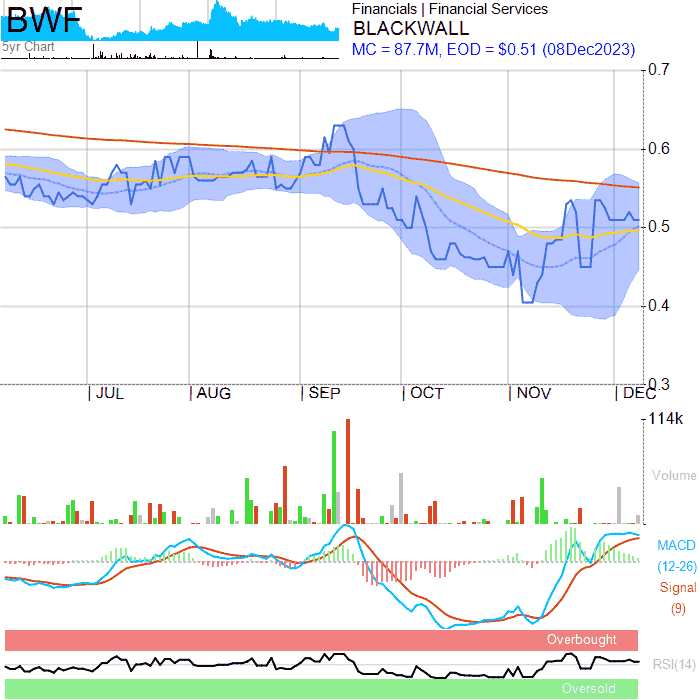 BWF
5yr Chart
Financials | Financial Services
BLACKWALL
MC = 87.7M, EOD = $0.51 (08Dec2023)
0.7
0.6
0.5
0.4
0.3
JUL AUG SEP OCT NOV DEC
114k
Volume
MACD
(12-26)
Signal
(9)
Overbought
RSI(14)
Oversold